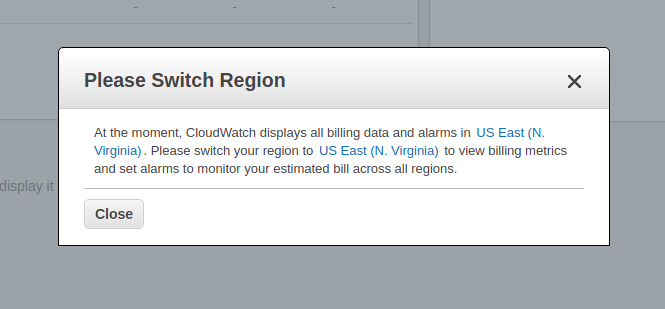 - - -
Please Switch Region
At the moment, CloudWatch displays all billing data and alarms in US East (N.
Virginia) . Please switch your region to US East (N. Virginia) to view billing metrics
and set alarms to monitor your estimated bill across all regions.
display it
Close